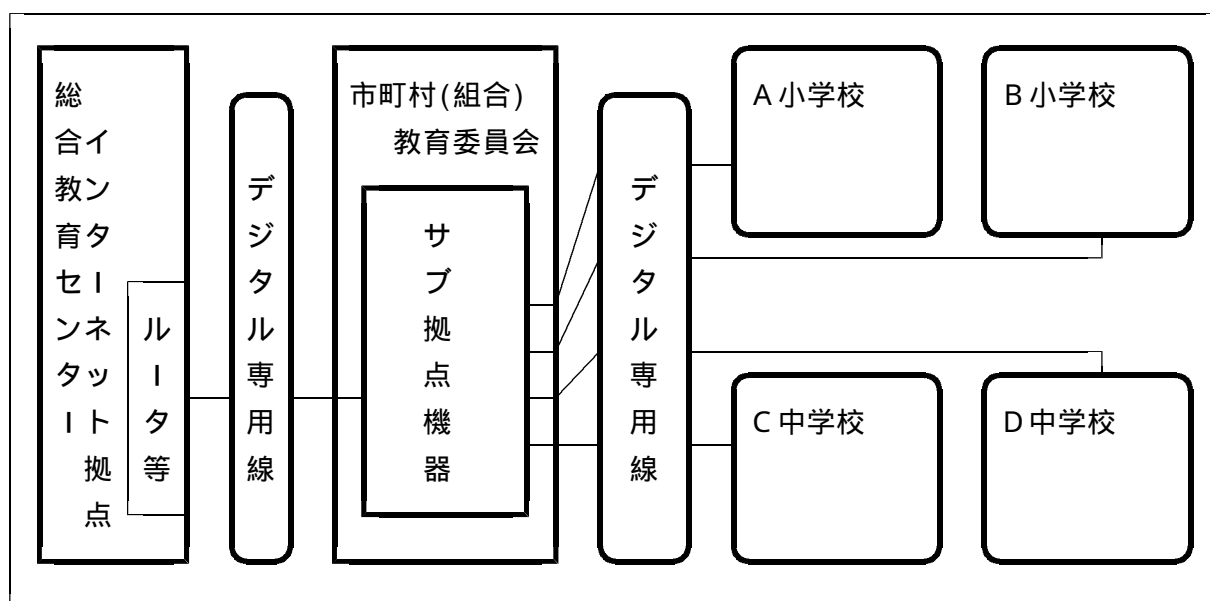 総合教育センター
インターネット拠点
ルータ等
デジタル専用線
市町村(組合)
教育委員会
サブ拠点機器
デジタル専用線
A小学校
B小学校
C中学校
D中学校